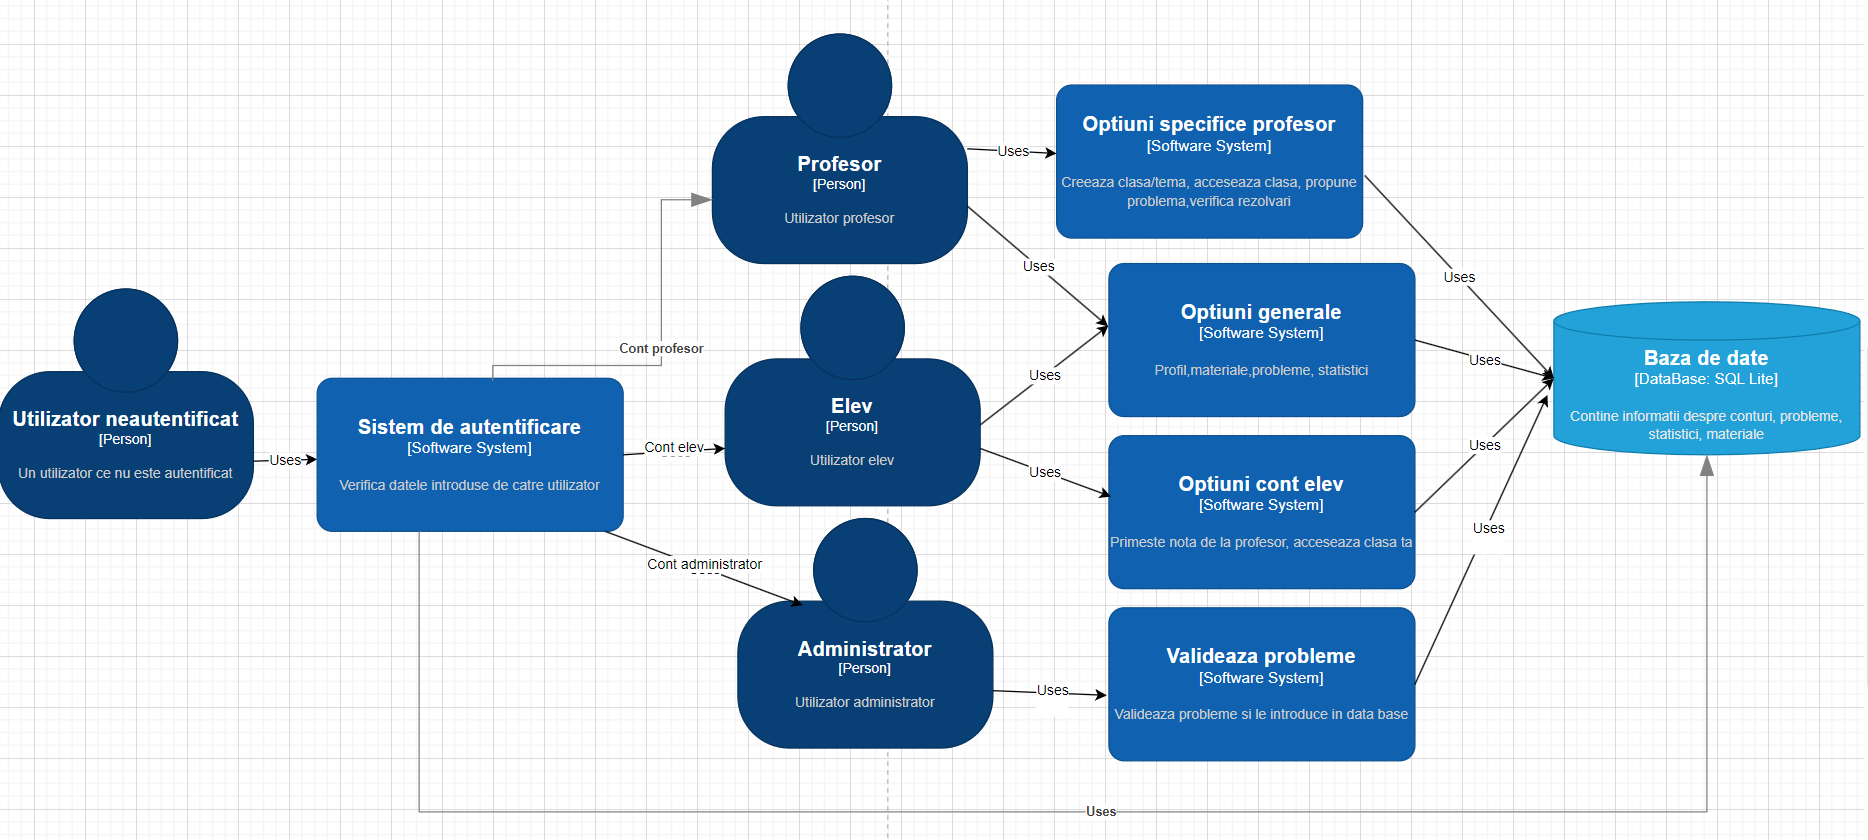 Utilizator neautentificat
[Person]
Un utilizator ce nu este autentificat
Uses
Sistem de autentificare
[Software System]
Verifica datele introduse de catre utilizator
Cont profesor
Cont elev
Cont administrator
Profesor
[Person]
Utilizator profesor
Elev
[Person]
Utilizator elev
Administrator
[Person]
Utilizator administrator
Uses
Uses
Uses
Uses
Uses
Optiuni specifice profesor
[Software System]
Creeaza clasa/tema, acceseaza clasa, propune
problema,verifica rezolvari
Optiuni generale
[Software System]
Profil,materiale,probleme, statistici
Optiuni cont elev
[Software System]
Primeste nota de la profesor, acceseaza clasa ta
Valideaza probleme
[Software System]
Valideaza probleme si le introduce in data base
Uses
Uses
Uses
Uses
Uses
Baza de date
[DataBase: SQL Lite]
Contine informatii despre conturi, probleme,
statistici, materiale